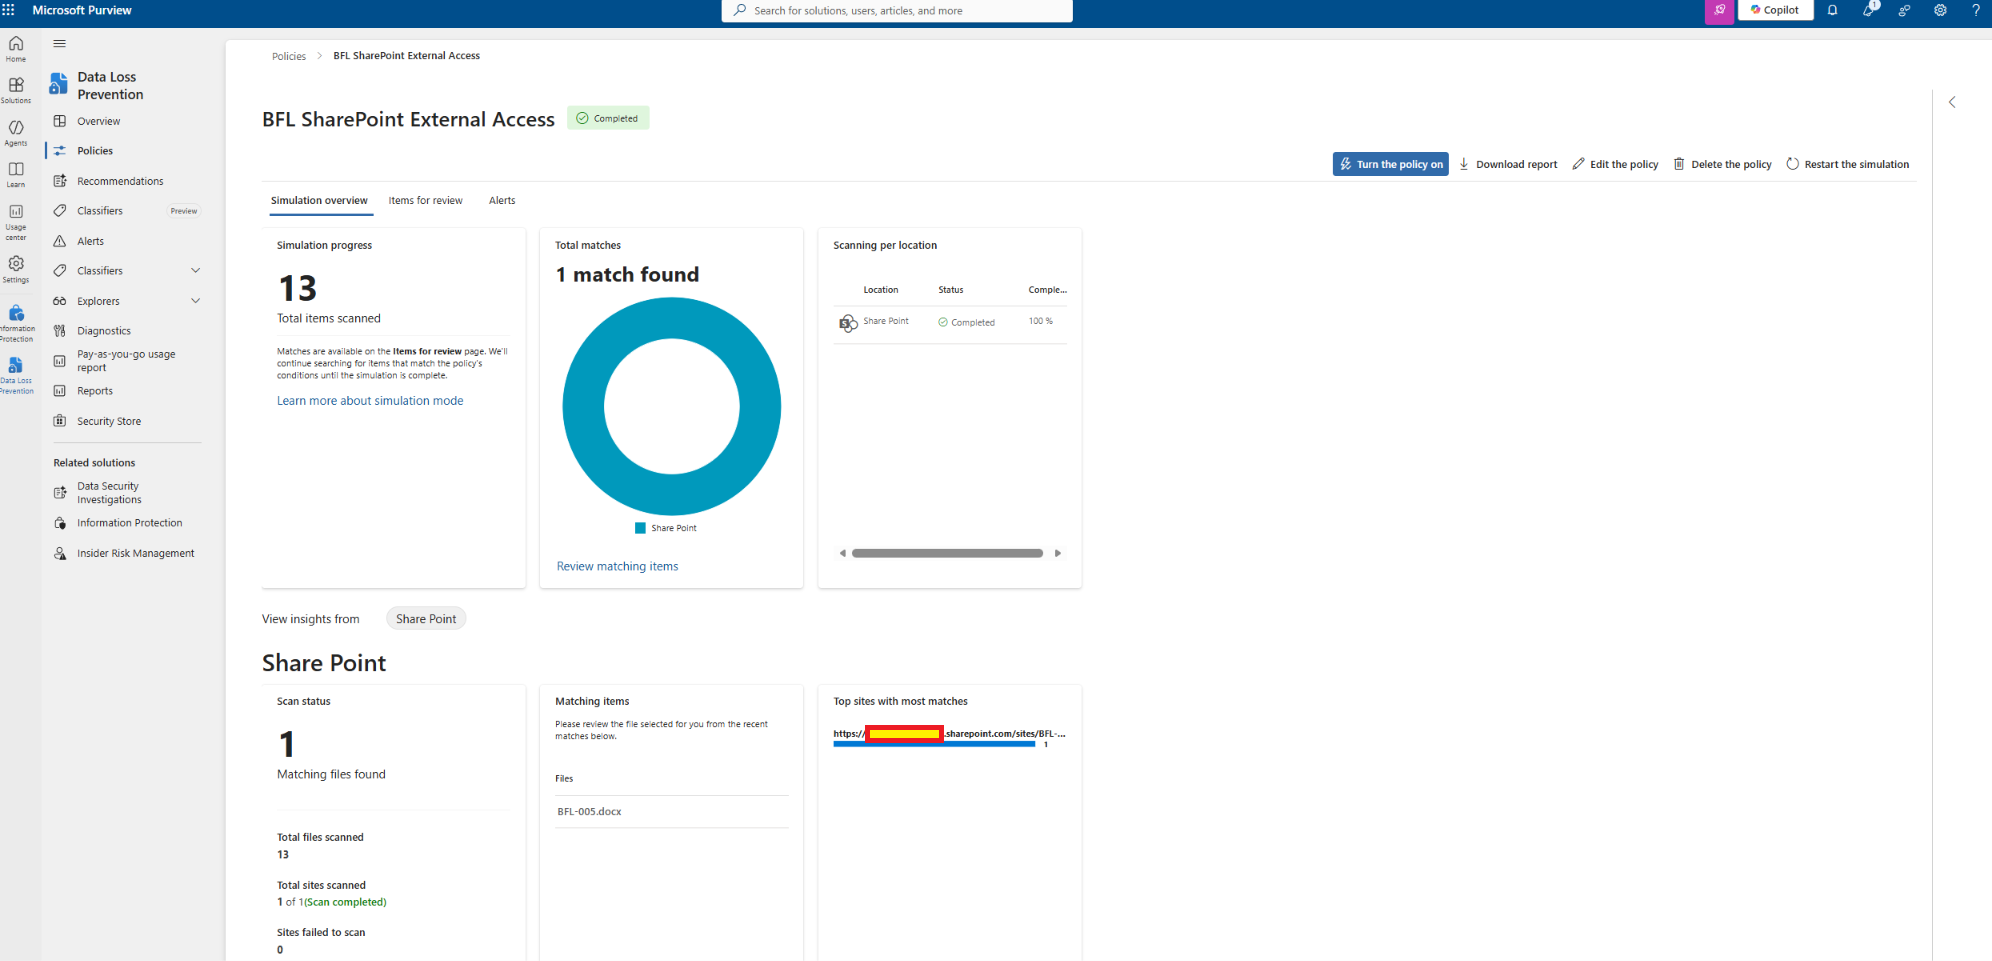 Microsoft Purview
Search for solutions, users, articles, and more
Copilot
1
?
Home
Solutions
Agents
Learn
Usage
center
Settings
Information
Protection
Data Loss
Prevention
Data Loss
Prevention
Overview
Policies
Recommendations
Classifiers
Preview
Alerts
Classifiers
Explorers
Diagnostics
Pay-as-you-go usage
report
Reports
Security Store
Related solutions
Data Security
Investigations
Information Protection
Insider Risk Management
Policies > BFL SharePoint External Access
BFL SharePoint External Access
Completed
Turn the policy on
Download report
Edit the policy
Delete the policy
Restart the simulation
Simulation overview
Items for review
Alerts
Simulation progress
13
Total items scanned
Matches are available on the Items for review page. We'll
continue searching for items that match the policy's
conditions until the simulation is complete.
Learn more about simulation mode
Total matches
1 match found
Share Point
Review matching items
Scanning per location
Location Status Comple...
Share Point Completed 100 %
View insights from
Share Point
Share Point
Scan status
1
Matching files found
Total files scanned
13
Total sites scanned
1 of 1(Scan completed)
Sites failed to scan
0
Matching items
Please review the file selected for you from the recent
matches below.
Files
BFL-005.docx
Top sites with most matches
https:// .sharepoint.com/sites/BFL-...
1